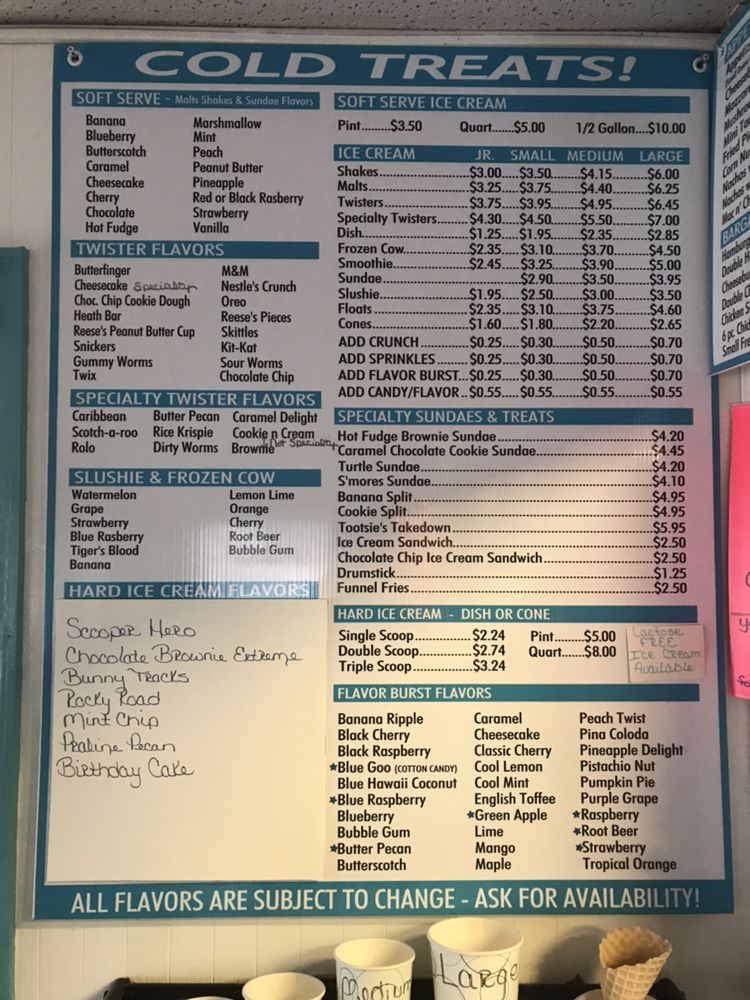 COLD TREATS!
SOFT SERVE - Malts Shakes & Sundae Flavors
Banana
Blueberry
Butterscotch
Caramel
Cheesecake
Cherry
Chocolate
Hot Fudge
Marshmallow
Mint
Peach
Peanut Butter
Pineapple
Red or Black Rasberry
Strawberry
Vanilla
TWISTER FLAVORS
Butterfinger
Cheesecake Specialty
Choc. Chip Cookie Dough
Heath Bar
Reese's Peanut Butter Cup
Snickers
Gummy Worms
Twix
M&M
Nestle's Crunch
Oreo
Reese's Pieces
Skittles
Kit-Kat
Sour Worms
Chocolate Chip
SPECIALTY TWISTER FLAVORS
Caribbean
Scotch-a-roo
Rolo
Butter Pecan
Rice Krispie
Dirty Worms
Caramel Delight
Cookie n Cream
Not Specialty
Brownie
SLUSHIE & FROZEN COW
Watermelon
Grape
Strawberry
Blue Rasberry
Tiger's Blood
Banana
Lemon Lime
Orange
Cherry
Root Beer
Bubble Gum
HARD ICE CREAM FLAVORS
Scooper Hero
Chocolate Brownie Extreme
Bunny Tracks
Rocky Road
Mint Chip
Praline Pecan
Birthday Cake
SOFT SERVE ICE CREAM
Pint........$3.50 Quart......$5.00 1/2 Gallon....$10.00
ICE CREAM JR. SMALL MEDIUM LARGE
Shakes $3.00 $3.50 $4.15 $6.00
Malts $3.25 $3.75 $4.40 $6.25
Twisters $3.75 $3.95 $4.95 $6.45
Specialty Twisters $4.30 $4.50 $5.50 $7.00
Dish $1.25 $1.95 $2.35 $2.85
Frozen Cow $2.35 $3.10 $3.70 $4.50
Smoothie $2.45 $3.25 $3.90 $5.00
Sundae $2.90 $3.50 $3.95
Slushie $1.95 $2.50 $3.00 $3.50
Floats $2.35 $3.10 $3.75 $4.60
Cones $1.60 $1.80 $2.20 $2.65
ADD CRUNCH $0.25 $0.30 $0.50 $0.70
ADD SPRINKLES $0.25 $0.30 $0.50 $0.70
ADD FLAVOR BURST $0.25 $0.30 $0.50 $0.70
ADD CANDY/FLAVOR $0.55 $0.55 $0.55 $0.55
SPECIALTY SUNDAES & TREATS
Hot Fudge Brownie Sundae $4.20
Caramel Chocolate Cookie Sundae $4.45
Turtle Sundae $4.20
S'mores Sundae $4.10
Banana Split $4.95
Cookie Split $4.95
Tootsie's Takedown $5.95
Ice Cream Sandwich $2.50
Chocolate Chip Ice Cream Sandwich $2.50
Drumstick $1.25
Funnel Fries $2.50
HARD ICE CREAM - DISH OR CONE
Single Scoop $2.24 Pint $5.00
Double Scoop $2.74 Quart $8.00
Triple Scoop $3.24
Lactose
FREE
Ice Cream
Available
FLAVOR BURST FLAVORS
Banana Ripple
Black Cherry
Black Raspberry
★Blue Goo (COTTON CANDY)
Blue Hawaii Coconut
★Blue Raspberry
Blueberry
Bubble Gum
★Butter Pecan
Butterscotch
Caramel
Cheesecake
Classic Cherry
Cool Lemon
Cool Mint
English Toffee
★Green Apple
Lime
Mango
Maple
Peach Twist
Pina Coloda
Pineapple Delight
Pistachio Nut
Pumpkin Pie
Purple Grape
★Raspberry
★Root Beer
★Strawberry
Tropical Orange
ALL FLAVORS ARE SUBJECT TO CHANGE - ASK FOR AVAILABILITY!
Medium
Large